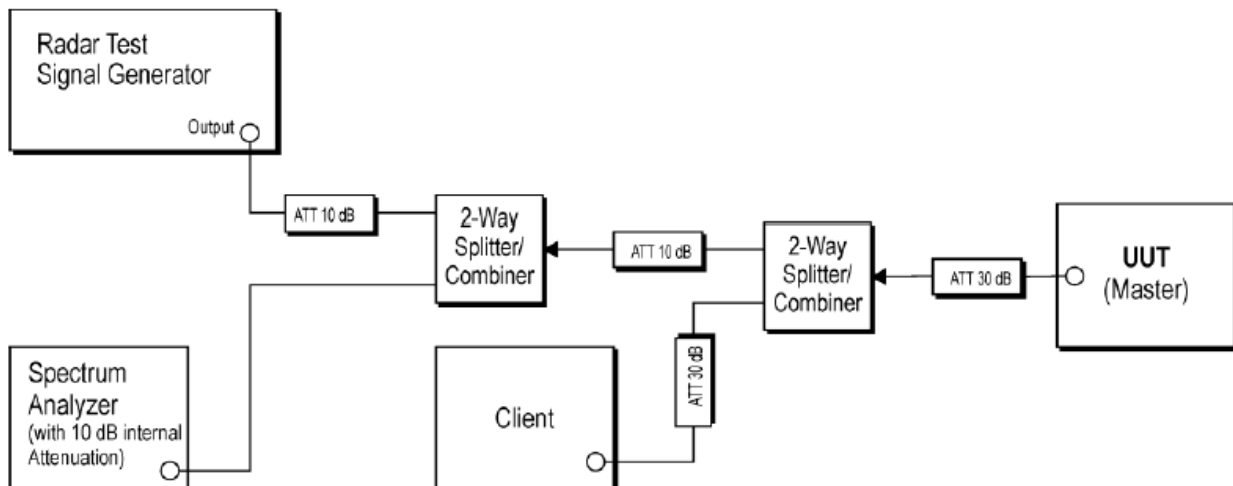 Radar Test
Signal Generator
Output
ATT 10 dB
2-Way
Splitter/
Combiner
ATT 10 dB
2-Way
Splitter/
Combiner
ATT 30 dB
UUT
(Master)
ATT 30 dB
Spectrum
Analyzer
(with 10 dB internal
Attenuation)
Client